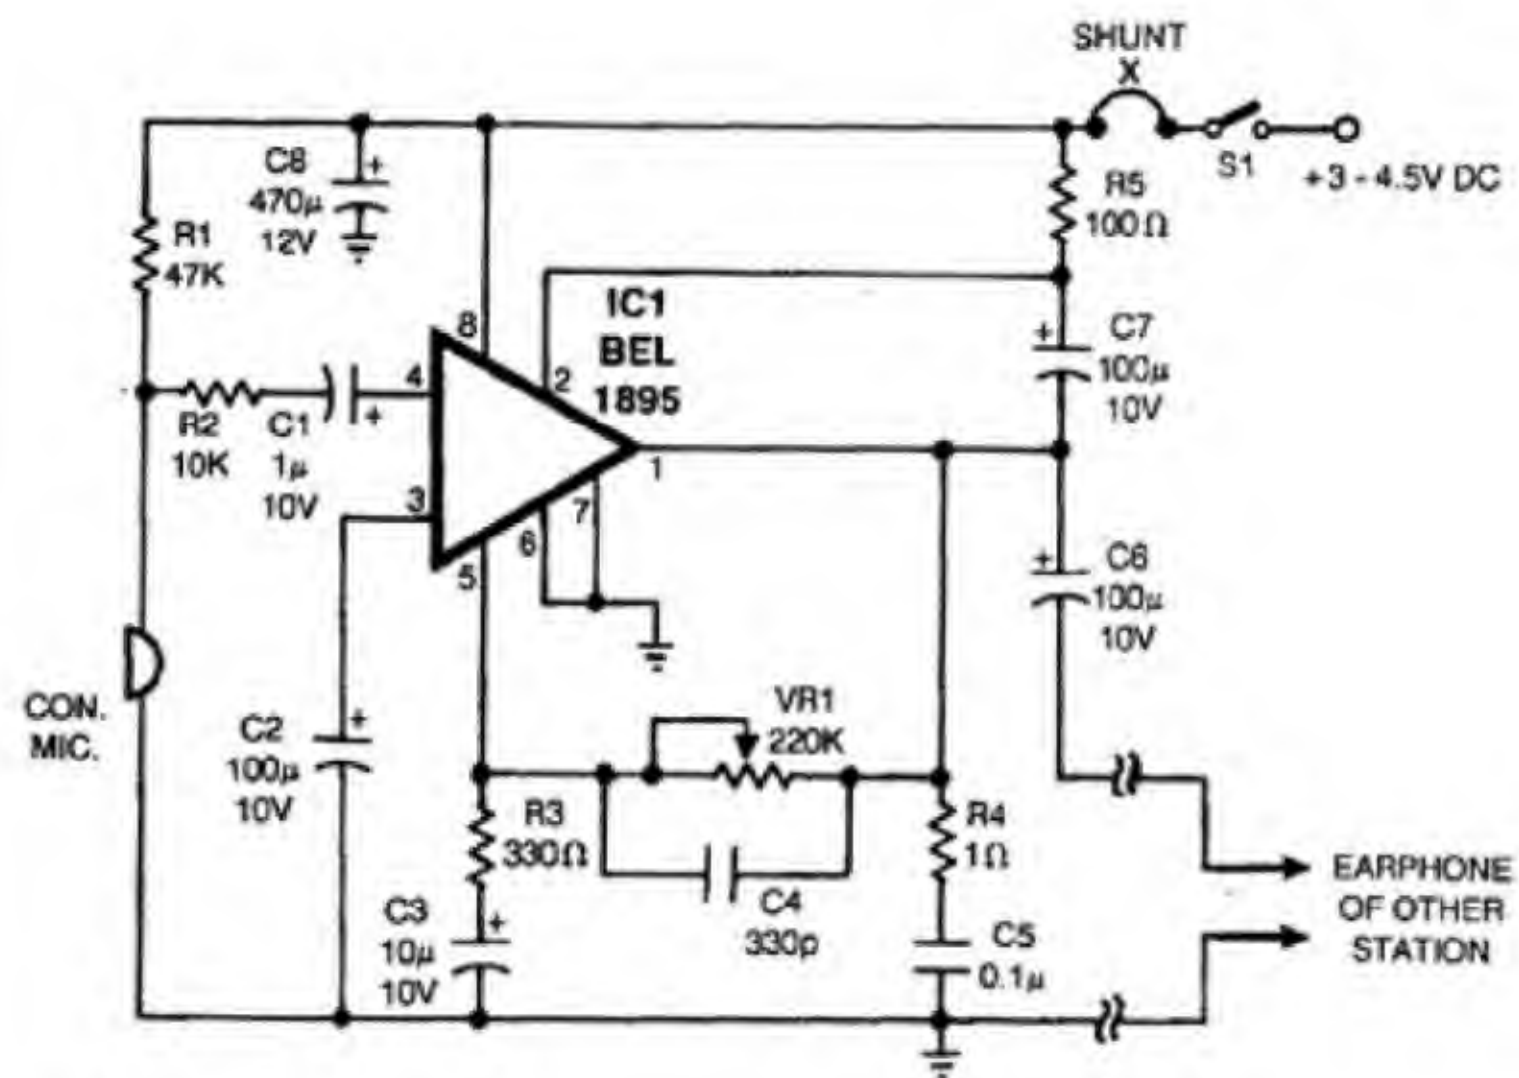 SHUNT
X
S1
+3 - 4.5V DC
R5
100Ω
C8
470μ
12V
R1
47K
IC1
BEL
1895
8
2
4
3
5
6
7
1
R2
10K
C1
1μ
10V
+
+
C7
100μ
10V
+
C6
100μ
10V
+
CON.
MIC.
C2
100μ
10V
+
VR1
220K
R3
330Ω
C4
330p
R4
1Ω
C3
10μ
10V
+
C5
0.1μ
EARPHONE
OF OTHER
STATION